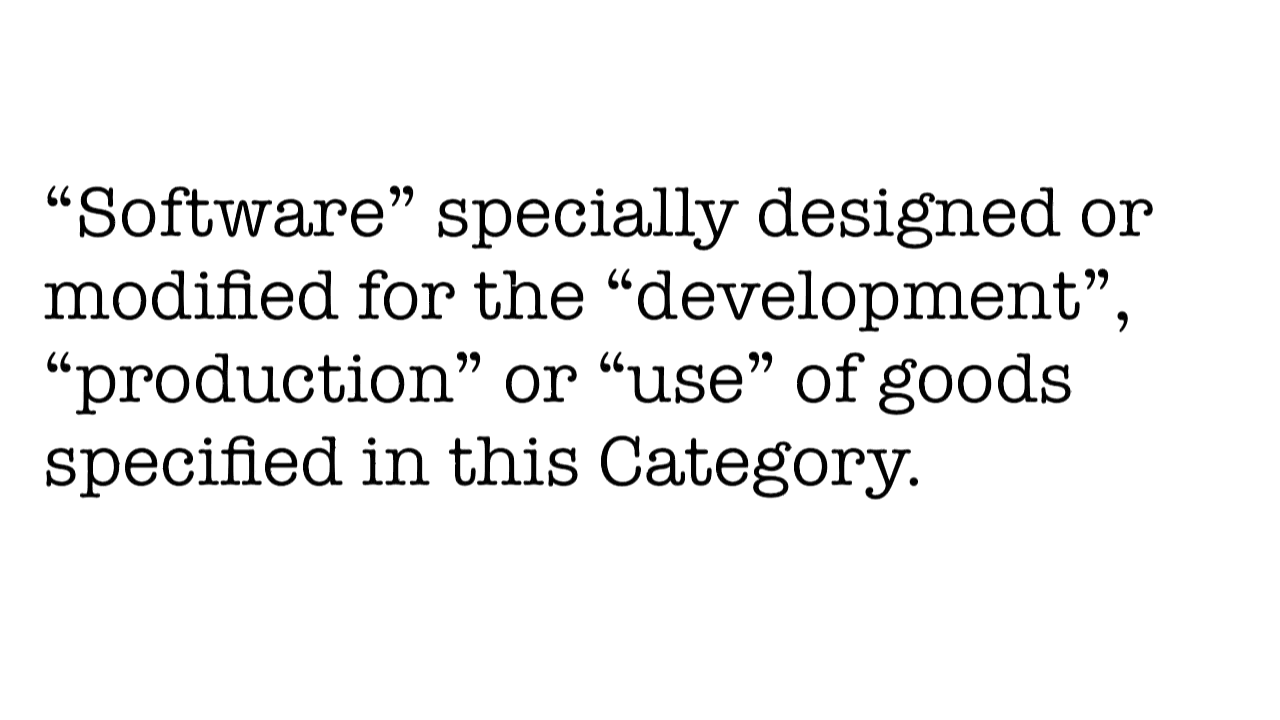 “Software” specially designed or
modified for the “development”,
“production” or “use” of goods
specified in this Category.